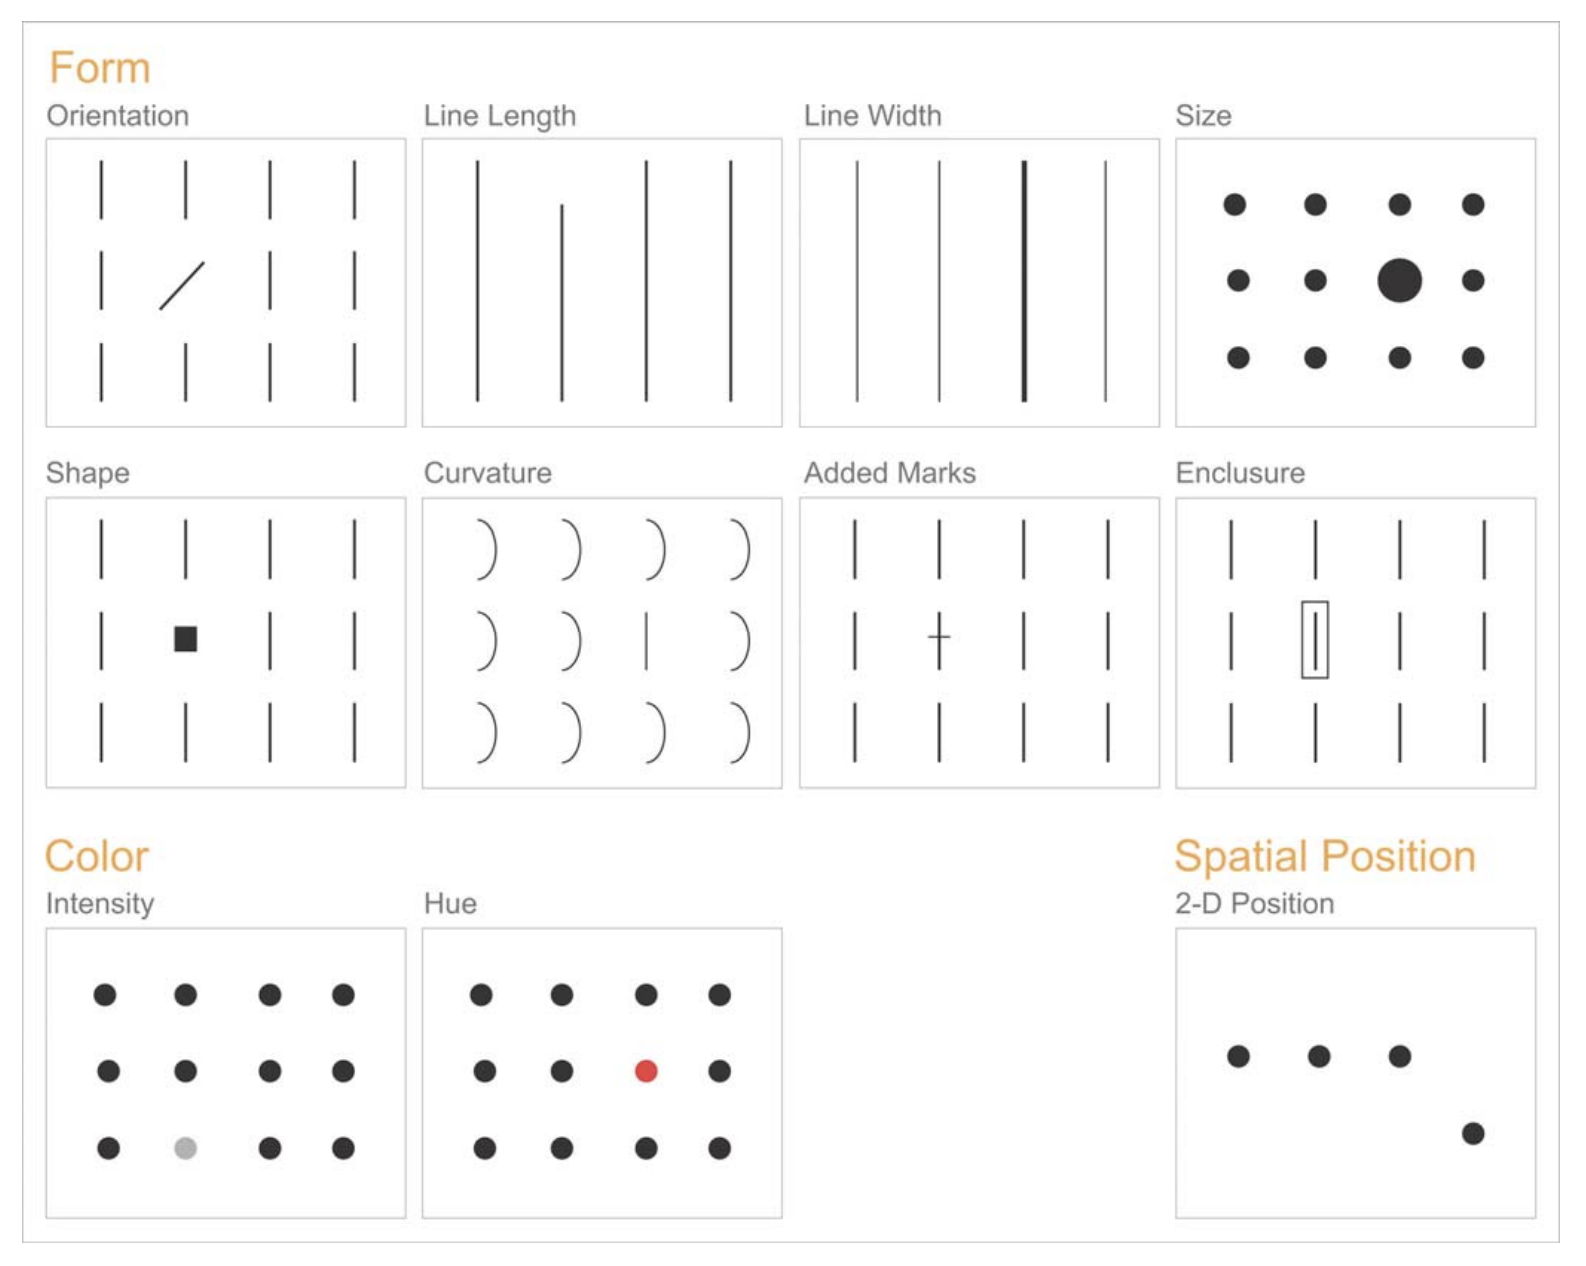 Form
Orientation
Line Length
Line Width
Size
Shape
Curvature
Added Marks
Enclusure
Color
Spatial Position
Intensity
Hue
2-D Position